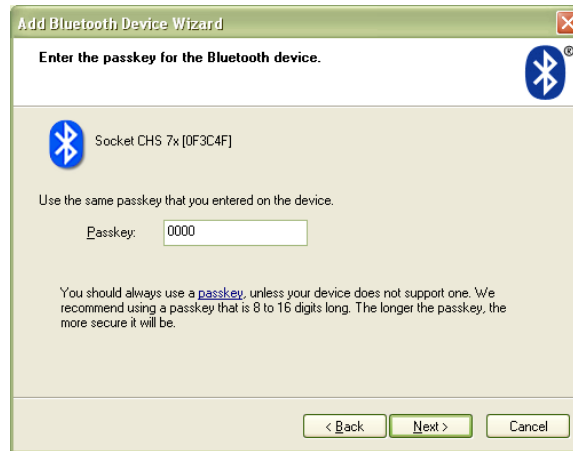 Add Bluetooth Device Wizard
Enter the passkey for the Bluetooth device.
®
Socket CHS 7x [0F3C4F]
Use the same passkey that you entered on the device.
Passkey: 0000
You should always use a passkey, unless your device does not support one. We
recommend using a passkey that is 8 to 16 digits long. The longer the passkey, the
more secure it will be.
< Back Next > Cancel